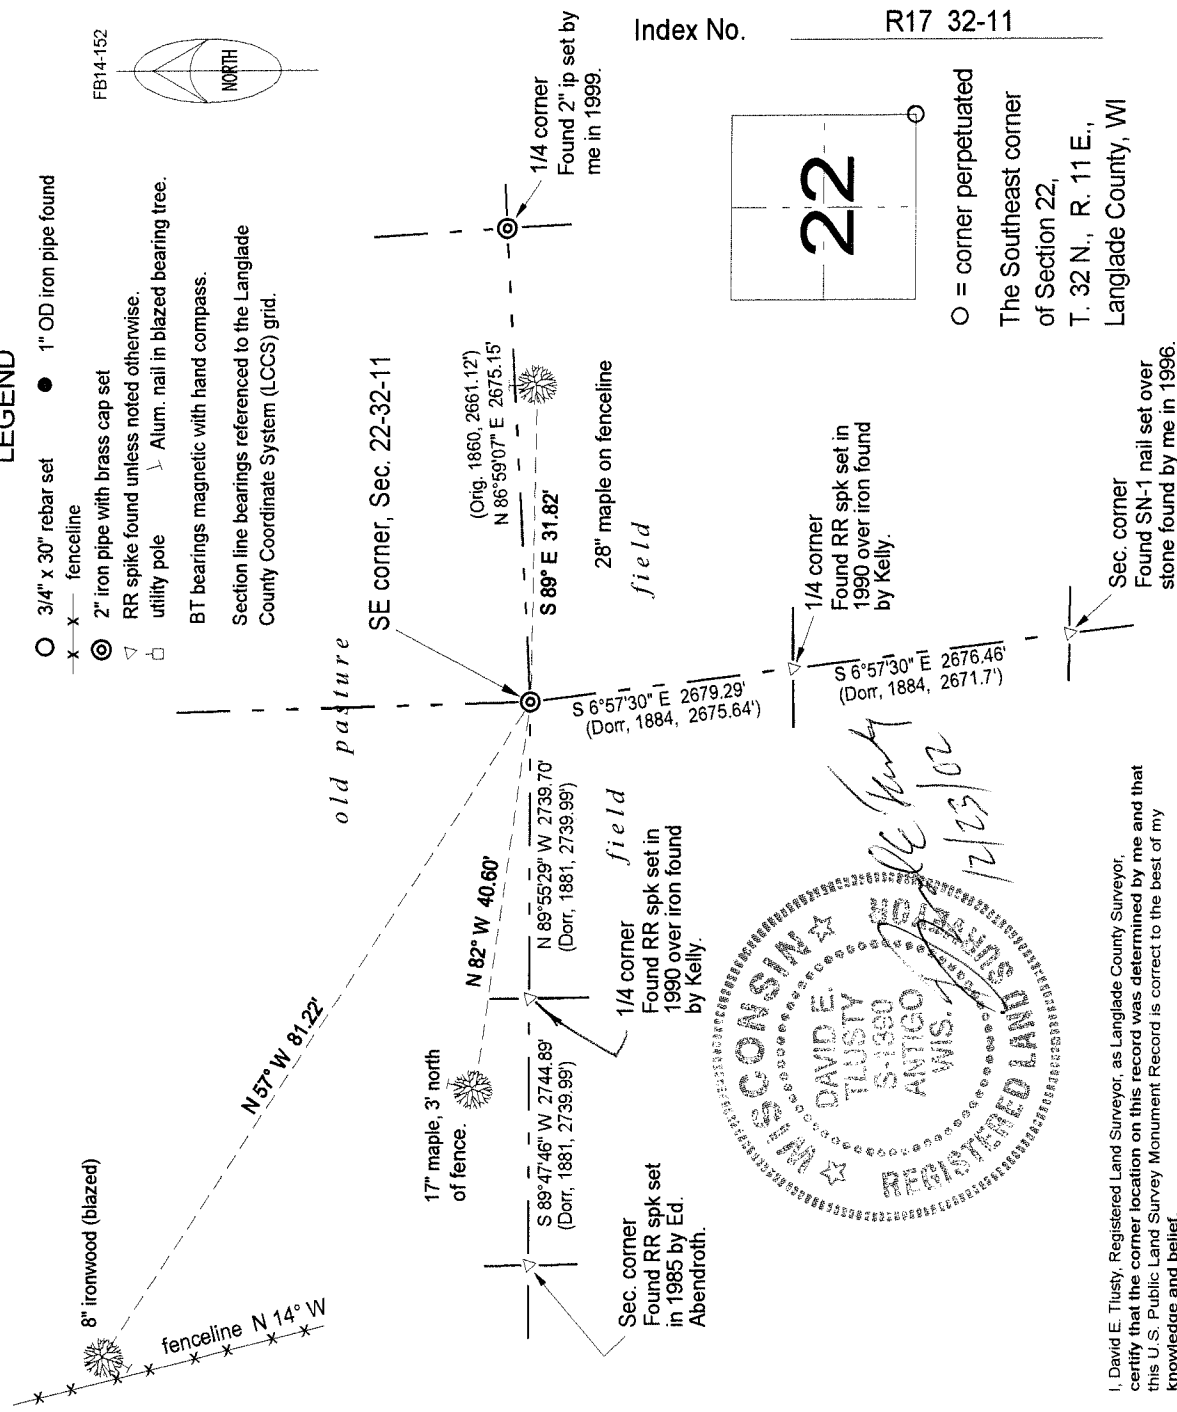 Index No. R17 32-11
FB14-152
NORTH
LEGEND
3/4" x 30" rebar set
1" OD iron pipe found
x x fenceline
2" iron pipe with brass cap set
RR spike found unless noted otherwise.
utility pole
Alum. nail in blazed bearing tree.
BT bearings magnetic with hand compass.
Section line bearings referenced to the Langlade
County Coordinate System (LCCS) grid.
1/4 corner
Found 2" ip set by
me in 1999.
SE corner, Sec. 22-32-11
(Orig. 1860, 2661.12')
N 86°59'07" E 2675.15'
S 89° E 31.82'
28" maple on fenceline
field
old pasture
8" ironwood (blazed)
fenceline N 14° W
N 57° W 81.22'
N 82° W 40.60'
17" maple, 3' north
of fence.
N 89°55'29" W 2739.70'
(Dorr, 1881, 2739.99')
S 89°47'46" W 2744.89'
(Dorr, 1881, 2739.99')
field
1/4 corner
Found RR spk set in
1990 over iron found
by Kelly.
Sec. corner
Found RR spk set
in 1985 by Ed.
Abendroth.
S 6°57'30" E 2679.29'
(Dorr, 1884, 2675.64')
1/4 corner
Found RR spk set in
1990 over iron found
by Kelly.
S 6°57'30" E 2676.46'
(Dorr, 1884, 2671.7')
Sec. corner
Found SN-1 nail set over
stone found by me in 1996.
22
O = corner perpetuated
The Southeast corner
of Section 22,
T. 32 N., R. 11 E.,
Langlade County, WI
WISCONSIN
DAVID E.
TLUSTY
S-1390
ANTIGO
WIS.
REGISTERED LAND SURVEYOR
12/23/02
I, David E. Tlusty, Registered Land Surveyor, as Langlade County Surveyor,
certify that the corner location on this record was determined by me and that
this U.S. Public Land Survey Monument Record is correct to the best of my
knowledge and belief.